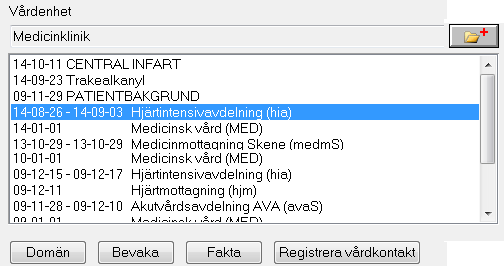 Vårdenhet
Medicinklinik
14-10-11 CENTRAL INFART
14-09-23 Trakealkanyl
09-11-29 PATIENTBAKGRUND
14-08-26 - 14-09-03 Hjärtintensivavdelning (hia)
14-01-01 Medicinsk vård (MED)
13-10-29 - 13-10-29 Medicinmottagning Skene (medmS)
10-01-01 Medicinsk vård (MED)
09-12-15 - 09-12-17 Hjärtintensivavdelning (hia)
09-12-11 Hjärtmottagning (hjm)
09-11-28 - 09-12-10 Akutvårdsavdelning AVA (avaS)
09-01-01 Medicinsk vård (MED)
Domän Bevaka Fakta Registrera vårdkontakt